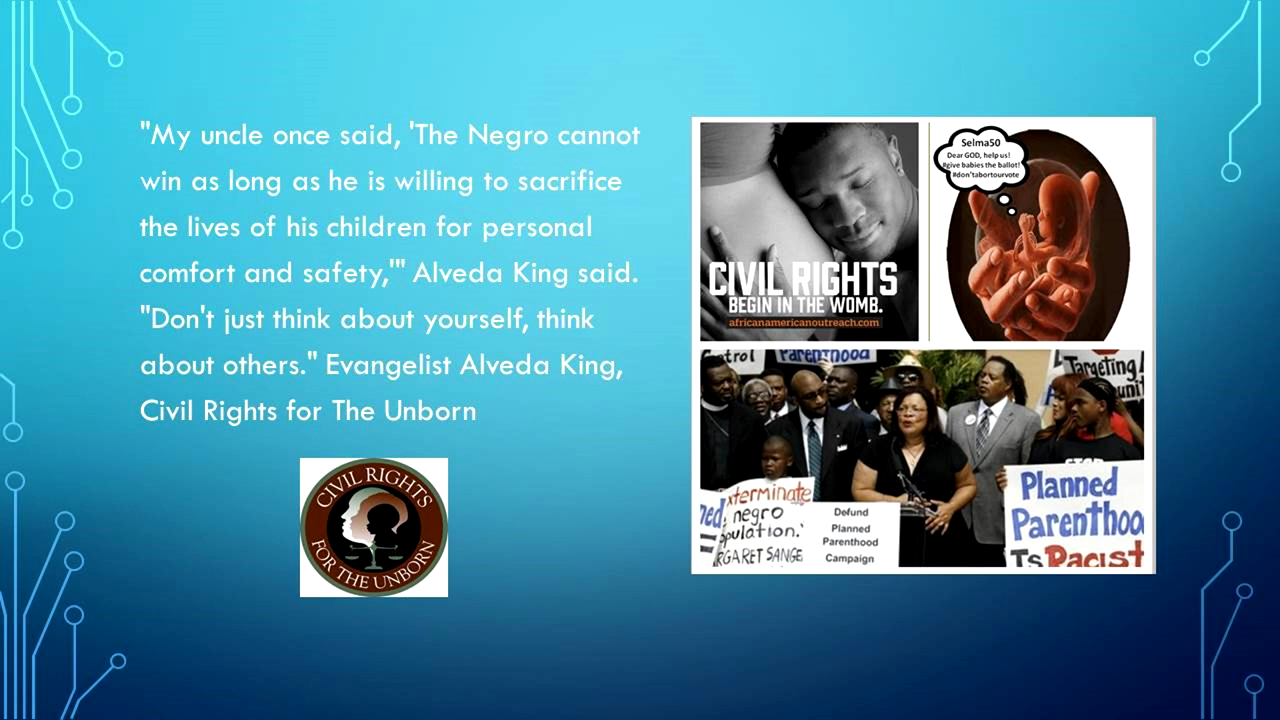 "My uncle once said, 'The Negro cannot
win as long as he is willing to sacrifice
the lives of his children for personal
comfort and safety,'" Alveda King said.
"Don't just think about yourself, think
about others." Evangelist Alveda King,
Civil Rights for The Unborn
CIVIL RIGHTS
FOR THE UNBORN
CIVIL RIGHTS
BEGIN IN THE WOMB.
africanamericanoutreach.com
Selma50
Dear GOD, help us!
#give babies the ballot!
#don'tabortourvote
Parenthood
Targeting
xterminate
negro
opulation.'
RGARET SANGE
Defund
Planned
Parenthood
Campaign
Planned
Parenthoo
Is Racist